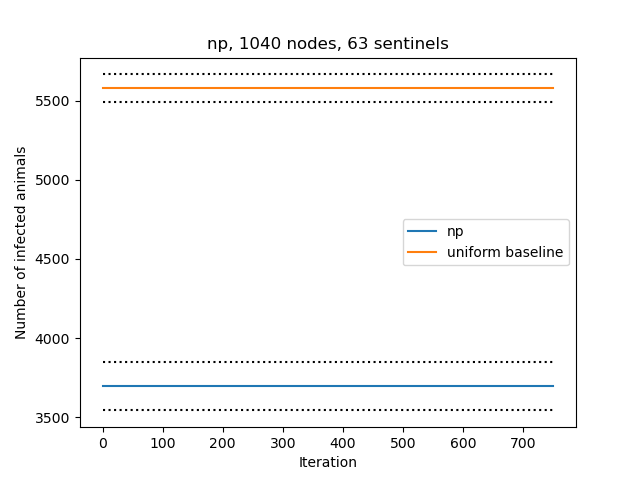 np, 1040 nodes, 63 sentinels
Number of infected animals
5500
5000
4500
4000
3500
np
uniform baseline
0 100 200 300 400 500 600 700
Iteration